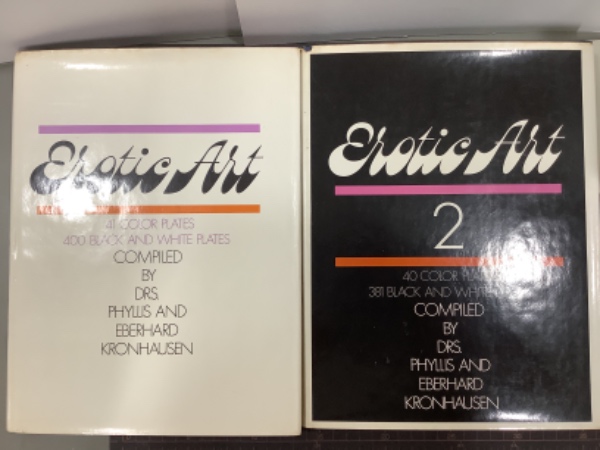 Erotic Art
41 COLOR PLATES
400 BLACK AND WHITE PLATES
COMPILED
BY
DRS.
PHYLLIS AND
EBERHARD
KRONHAUSEN
Erotic Art
2
40 COLOR
381 BLACK AND WHITE
COMPILED
BY
DRS.
PHYLLIS AND
EBERHARD
KRONHAUSEN